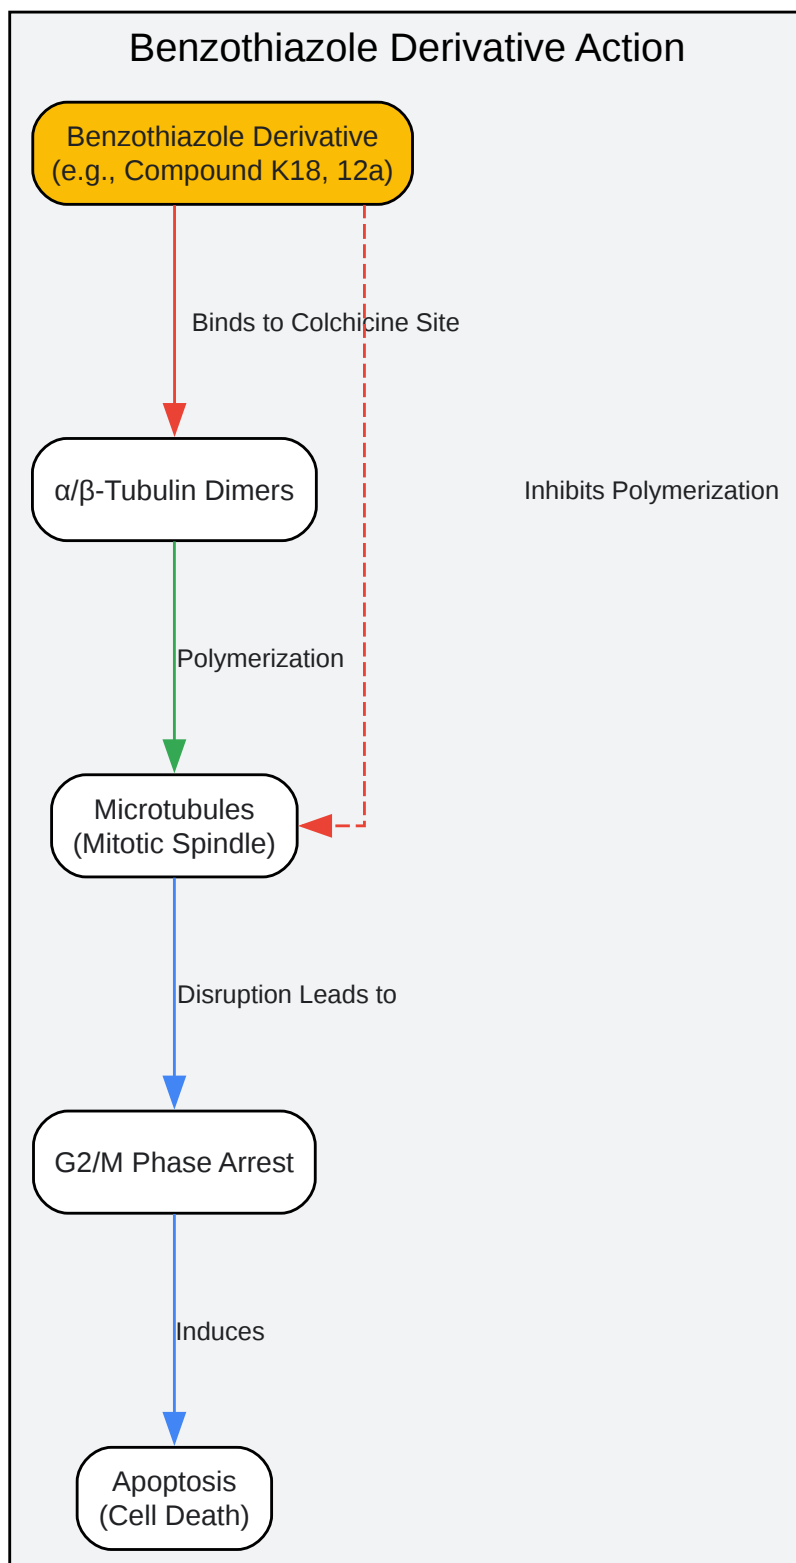 Benzothiazole Derivative Action
Benzothiazole Derivative
(e.g., Compound K18, 12a)
Binds to Colchicine Site
α/β-Tubulin Dimers
Inhibits Polymerization
Polymerization
Microtubules
(Mitotic Spindle)
Disruption Leads to
G2/M Phase Arrest
Induces
Apoptosis
(Cell Death)